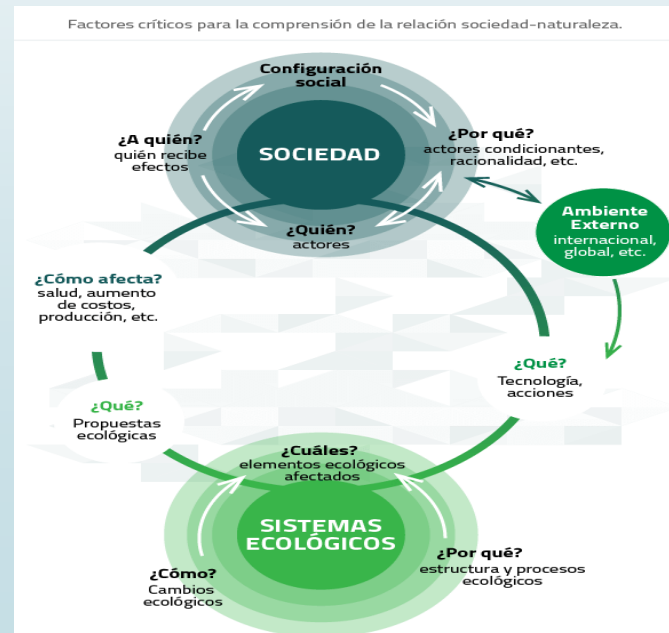 Factores críticos para la comprensión de la relación sociedad-naturaleza.
Configuración
social
¿A quién?
quién recibe
efectos
SOCIEDAD
¿Por qué?
actores condicionantes,
racionalidad, etc.
¿Quién?
actores
Ambiente
Externo
internacional,
global, etc.
¿Cómo afecta?
salud, aumento
de costos,
producción, etc.
¿Qué?
Tecnología,
acciones
¿Qué?
Propuestas
ecológicas
¿Cuáles?
elementos ecológicos
afectados
SISTEMAS
ECOLÓGICOS
¿Cómo?
Cambios
ecológicos
¿Por qué?
estructura y procesos
ecológicos